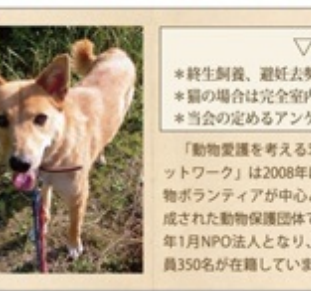 ▽
＊終生飼養、避妊去勢
＊猫の場合は完全室内
＊当会の定めるアンケ
「動物愛護を考える
ットワーク」は2008年
物ボランティアが中心
成された動物保護団体で
年1月NPO法人となり、
員350名が在籍していま